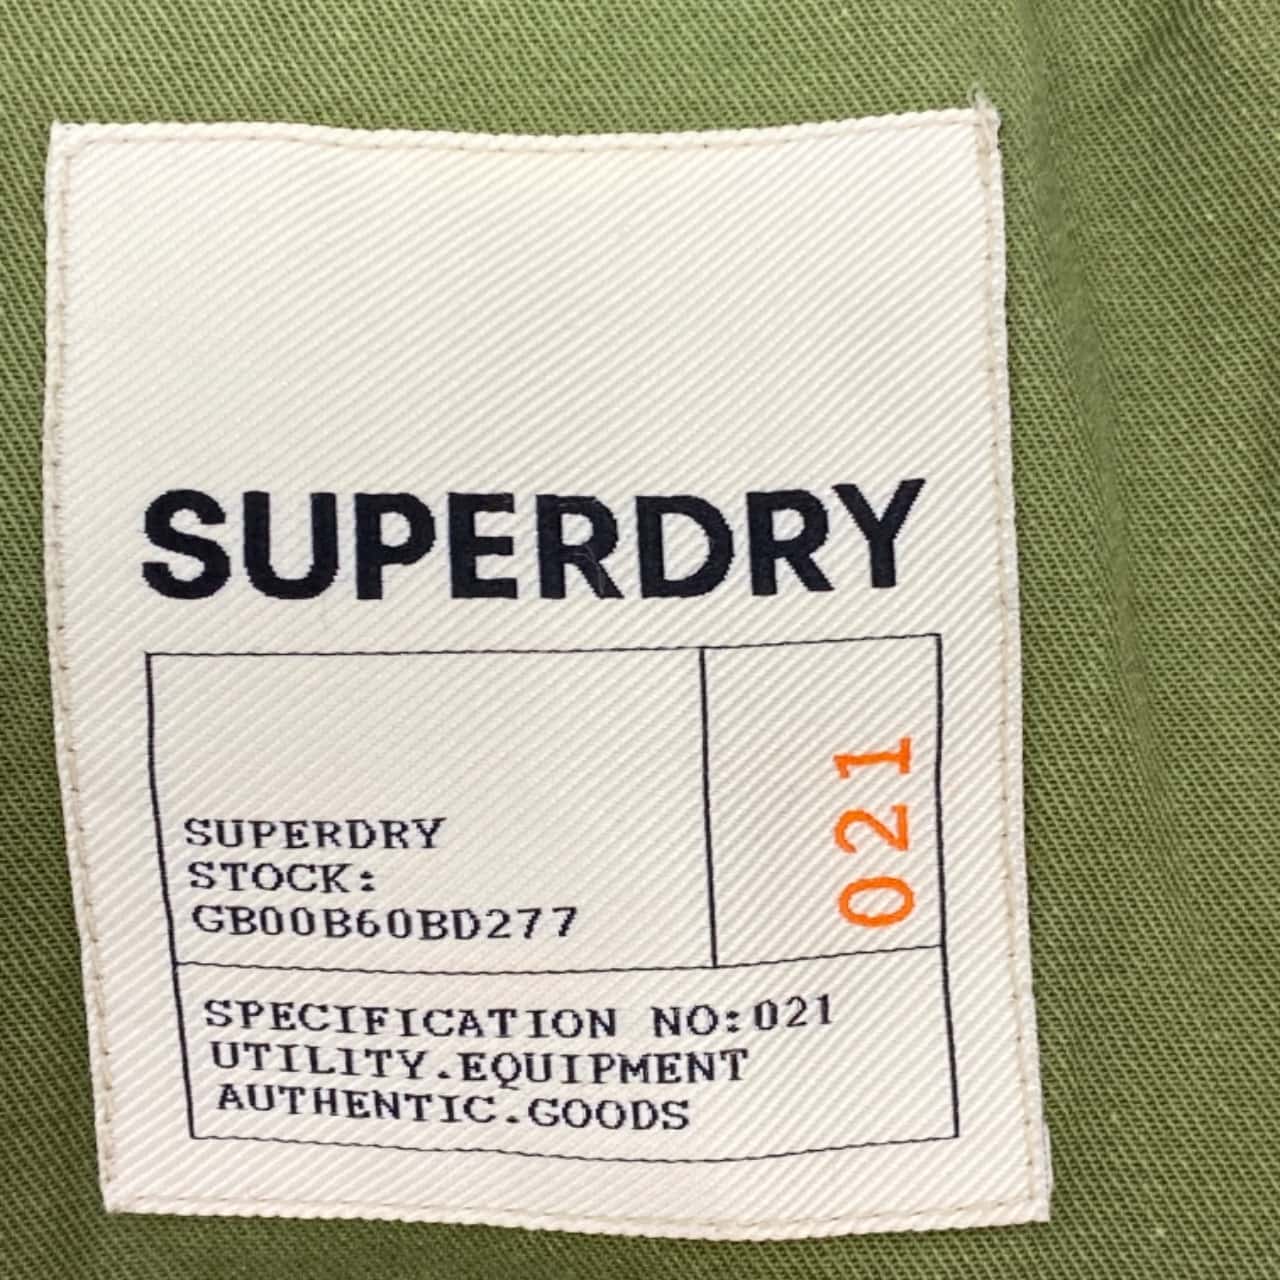 SUPERDRY
SUPERDRY
STOCK:
GB00B60BD277
021
SPECIFICATION NO:021
UTILITY.EQUIPMENT
AUTHENTIC.GOODS